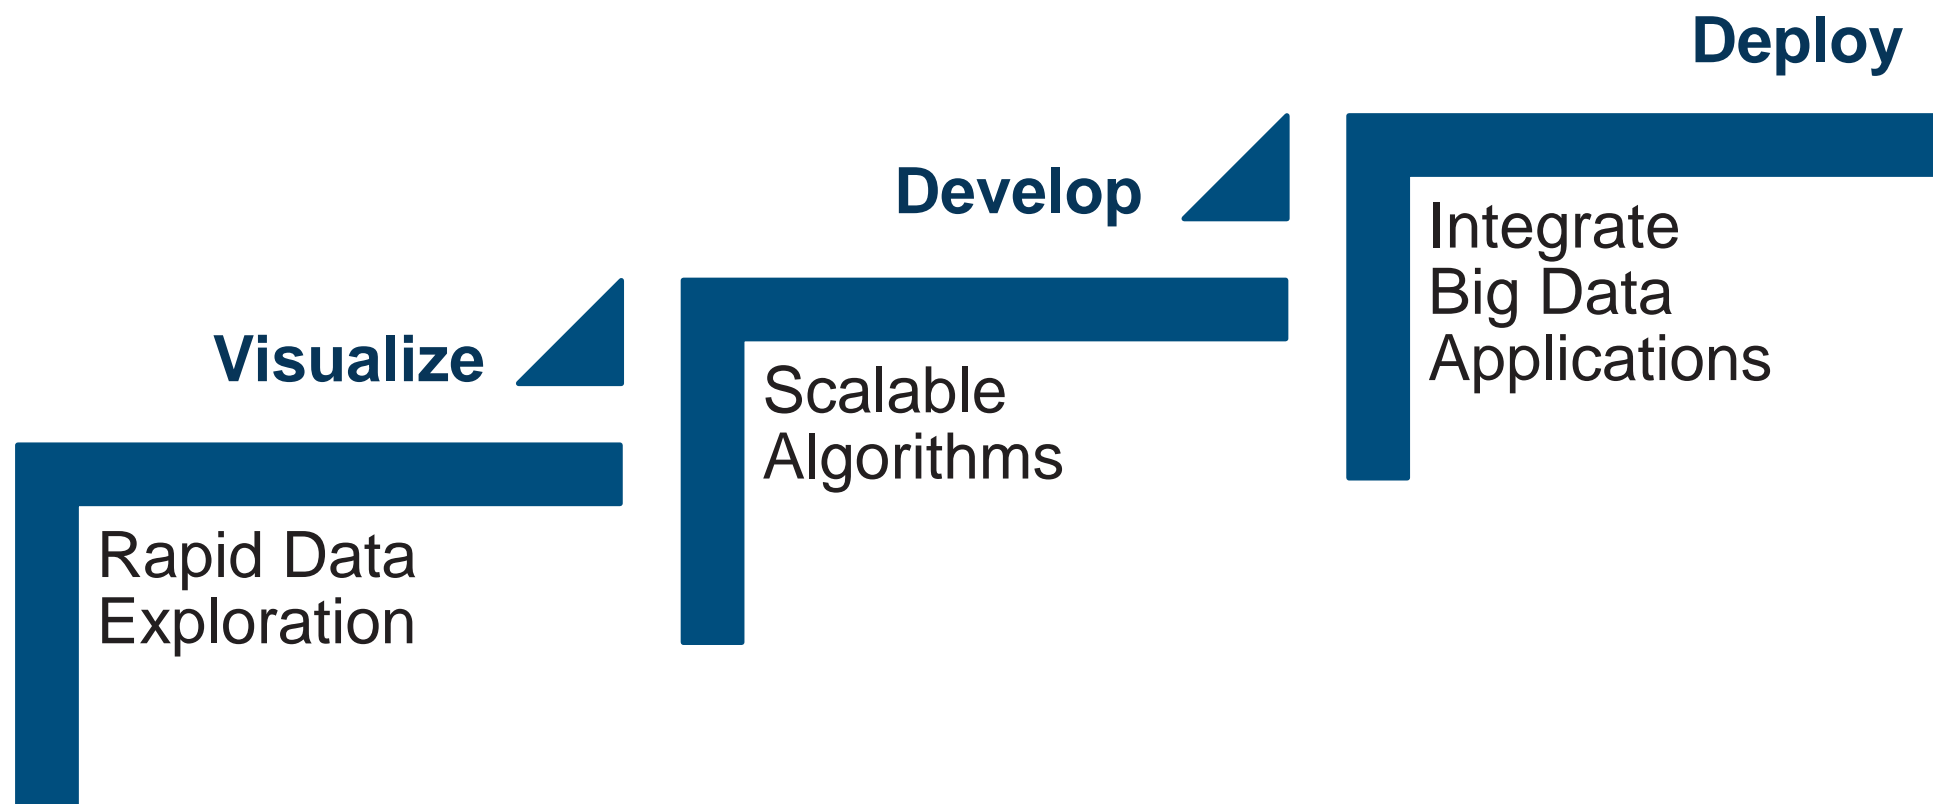 Visualize
Rapid Data
Exploration
Develop
Scalable
Algorithms
Deploy
Integrate
Big Data
Applications